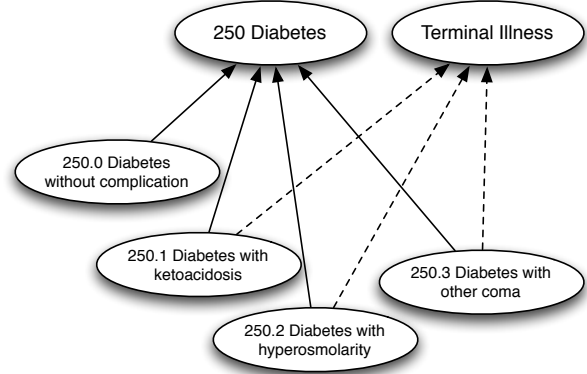 250 Diabetes
Terminal Illness
250.0 Diabetes
without complication
250.1 Diabetes with
ketoacidosis
250.3 Diabetes with
other coma
250.2 Diabetes with
hyperosmolarity